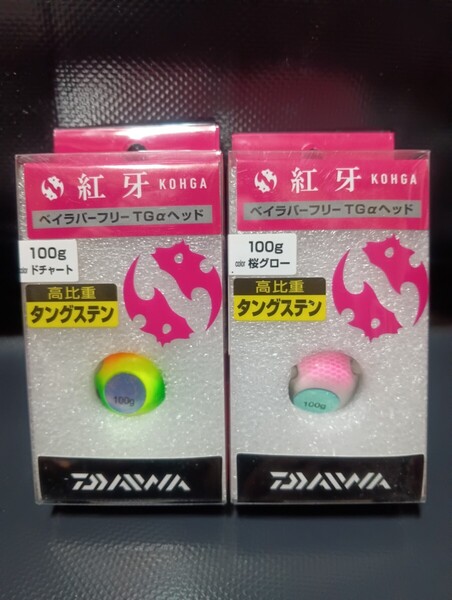 紅牙 KOHGA
ベイラバーフリーTGαヘッド
100g
color ドチャート
高比重
タングステン
100g
DAIWA
紅牙 KOHGA
ベイラバーフリーTGαヘッド
100g
color 桜グロー
高比重
タングステン
100g
DAIWA